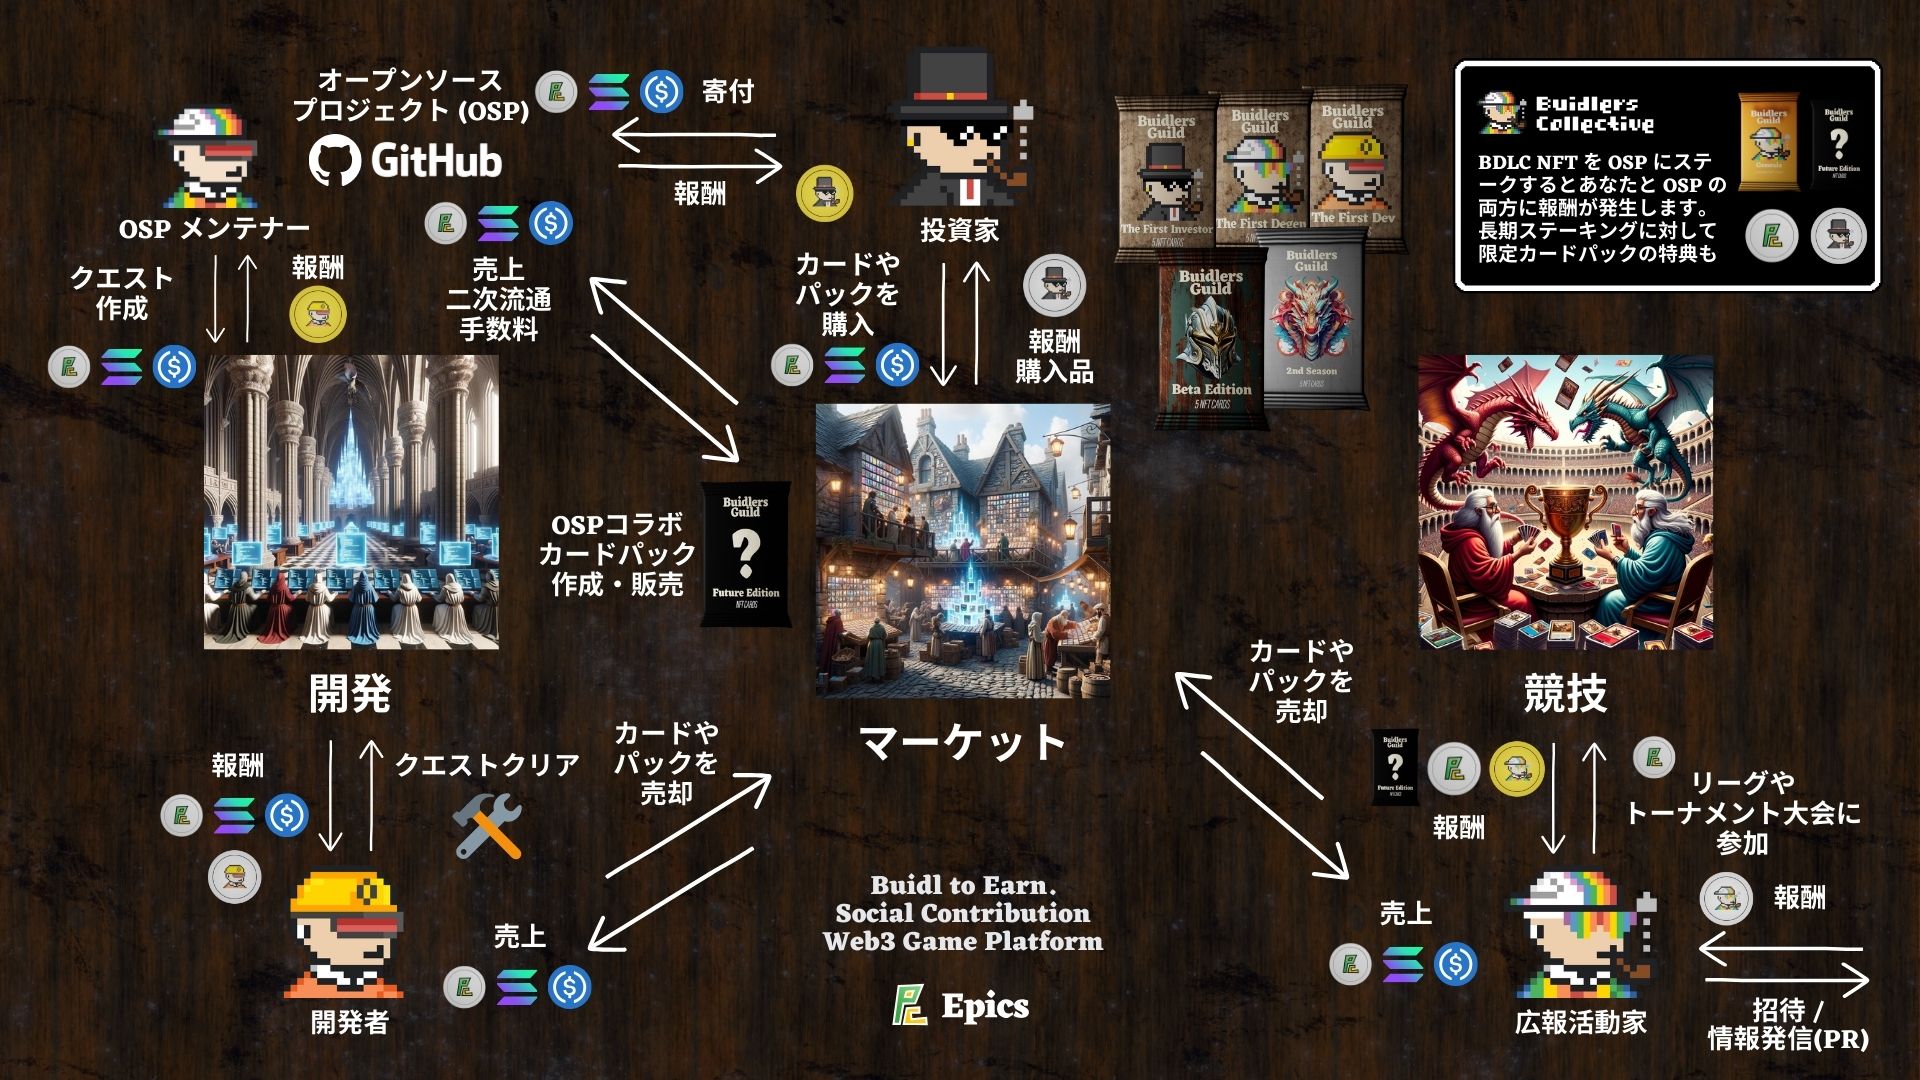 オープンソース
プロジェクト (OSP)
GitHub
寄付
報酬
OSP メンテナー
クエスト
作成
報酬
売上
二次流通
手数料
投資家
カードや
パックを
購入
報酬
購入品
Buidlers
Guild
The First Investor
5 NFT CARDS
Buidlers
Guild
The First Degen
Buidlers
Guild
The First Dev
Buidlers
Guild
Beta Edition
5 NFT CARDS
Buidlers
Guild
2nd Season
5 NFT CARDS
Buidlers
Collective
BDLC NFT を OSP にステ
ークするとあなたと OSP の
両方に報酬が発生します。
長期ステーキングに対して
限定カードパックの特典も
Buidlers
Guild
Genesis
Buidlers
Guild
?
Future Edition
OSPコラボ
カードパック
作成・販売
Buidlers
Guild
?
Future Edition
NFT CARDS
開発
マーケット
競技
報酬
クエストクリア
カードや
パックを
売却
開発者
売上
カードや
パックを
売却
Buidlers
Guild
?
Future Edition
報酬
リーグや
トーナメント大会に
参加
売上
広報活動家
報酬
招待 /
情報発信(PR)
Buidl to Earn.
Social Contribution
Web3 Game Platform
Epics